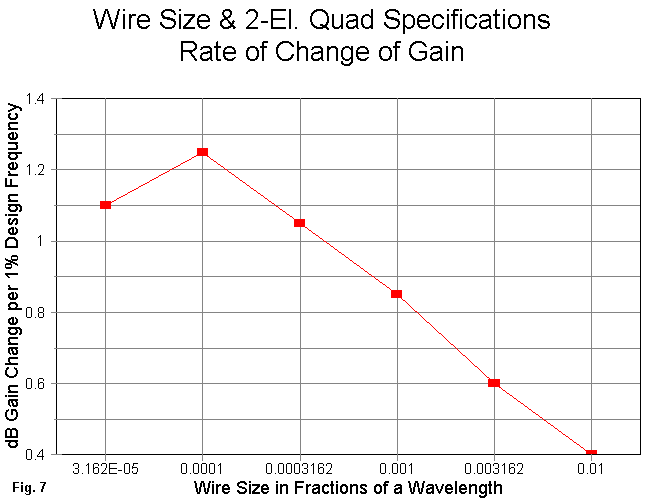 Wire Size & 2-El. Quad Specifications
Rate of Change of Gain
dB Gain Change per 1% Design Frequency
1.4
1.2
1
0.8
0.6
0.4
3.162E-05 0.0001 0.0003162 0.001 0.003162 0.01
Fig. 7
Wire Size in Fractions of a Wavelength